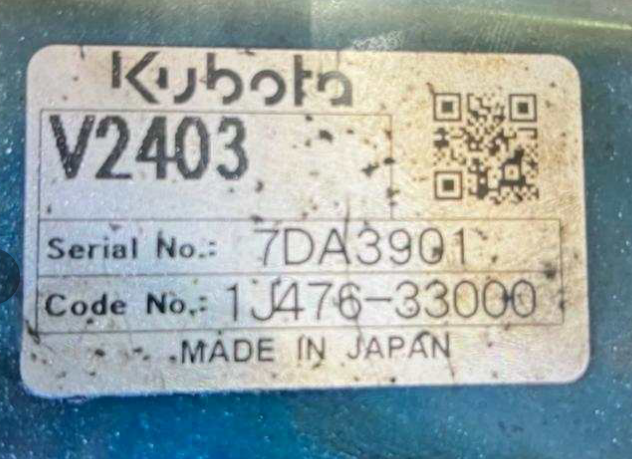 Kubota
V2403
Serial No.: 7DA3901
Code No.: 1J476-33000
MADE IN JAPAN